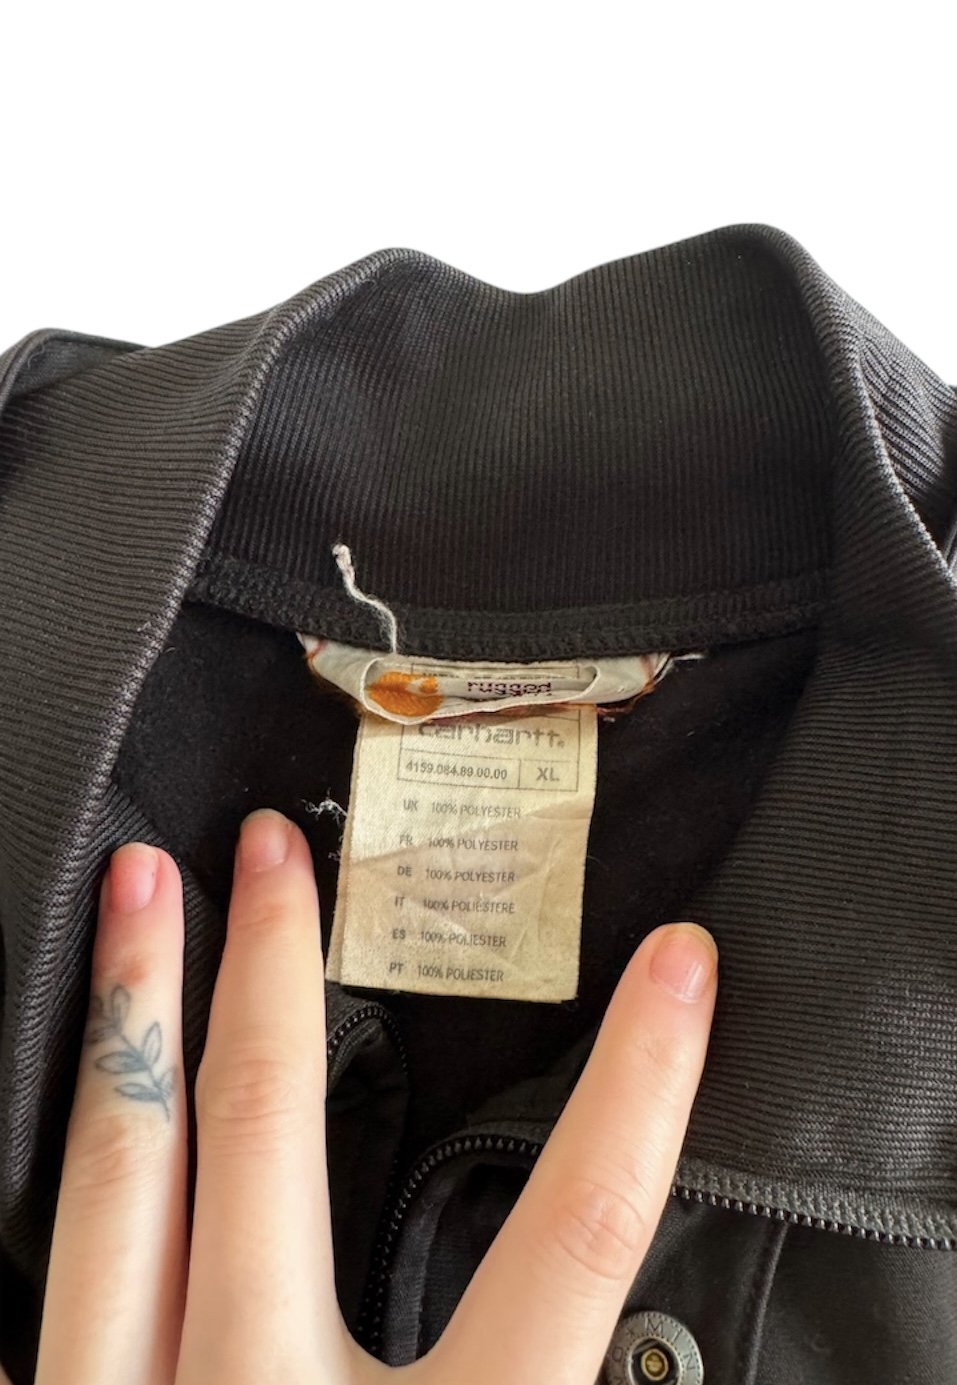 rugged
carhartt.
4159.084.89.00.00 XL
UK 100% POLYESTER
FR 100% POLYESTER
DE 100% POLYESTER
IT 100% POLIESTERE
ES 100% POLIESTER
PT 100% POLIESTER